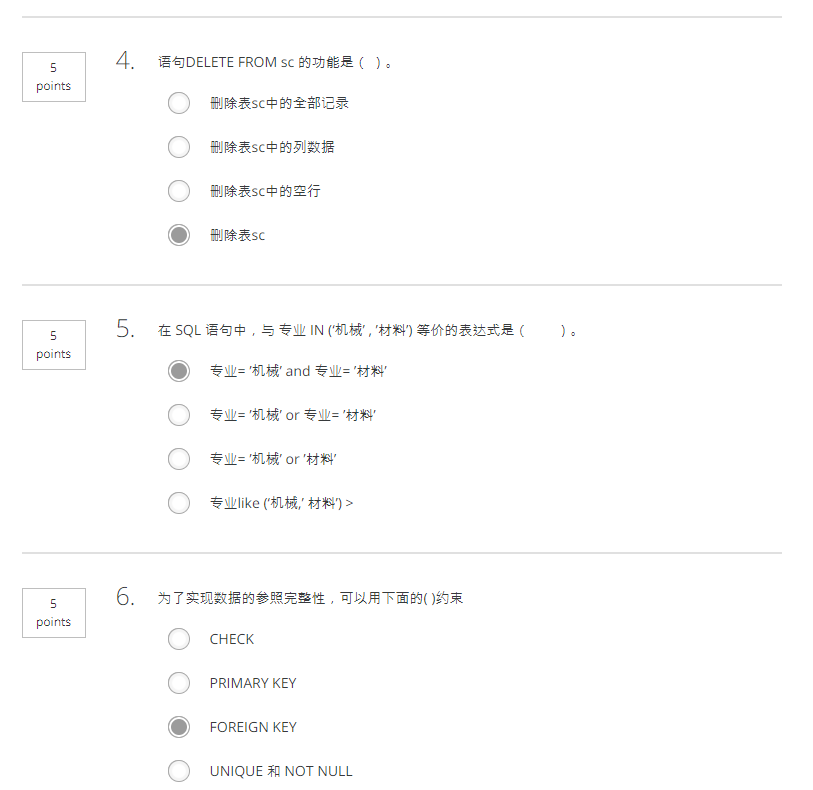 5
points
4.
语句DELETE FROM sc 的功能是 ( ) 。
删除表sc中的全部记录
删除表sc中的列数据
删除表sc中的空行
删除表sc
5
points
5.
在 SQL 语句中，与 专业 IN (‘机械’ , ’材料’) 等价的表达式是 ( ) 。
专业= ’机械’ and 专业= ’材料’
专业= ’机械’ or 专业= ’材料’
专业= ’机械’ or ’材料’
专业like (‘机械,’ 材料’) >
5
points
6.
为了实现数据的参照完整性，可以用下面的( )约束
CHECK
PRIMARY KEY
FOREIGN KEY
UNIQUE 和 NOT NULL